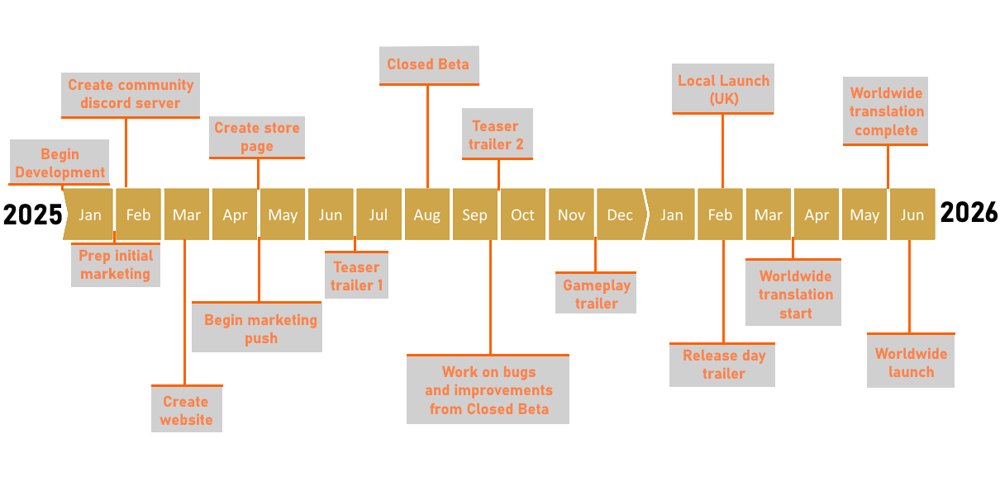 Closed Beta
Create community
discord server
Local Launch
(UK)
Worldwide
translation
complete
Create store
page
Teaser
trailer 2
Begin
Development
2025
Jan
Feb
Mar
Apr
May
Jun
Jul
Aug
Sep
Oct
Nov
Dec
Jan
Feb
Mar
Apr
May
Jun
2026
Prep initial
marketing
Teaser
trailer 1
Gameplay
trailer
Worldwide
translation
start
Begin marketing
push
Release day
trailer
Worldwide
launch
Work on bugs
and improvements
from Closed Beta
Create
website